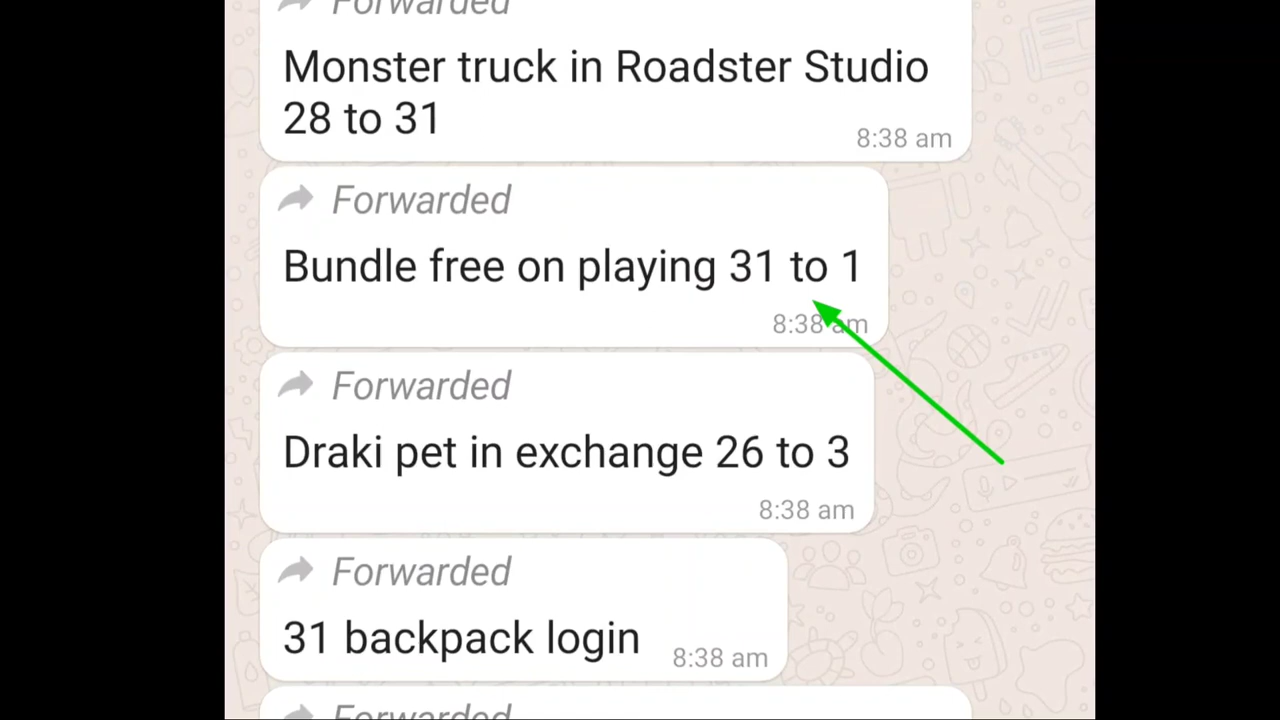 Forwarded
Monster truck in Roadster Studio
28 to 31
8:38 am
Forwarded
Bundle free on playing 31 to 1
8:38 am
Forwarded
Draki pet in exchange 26 to 3
8:38 am
Forwarded
31 backpack login
8:38 am
Forwarded